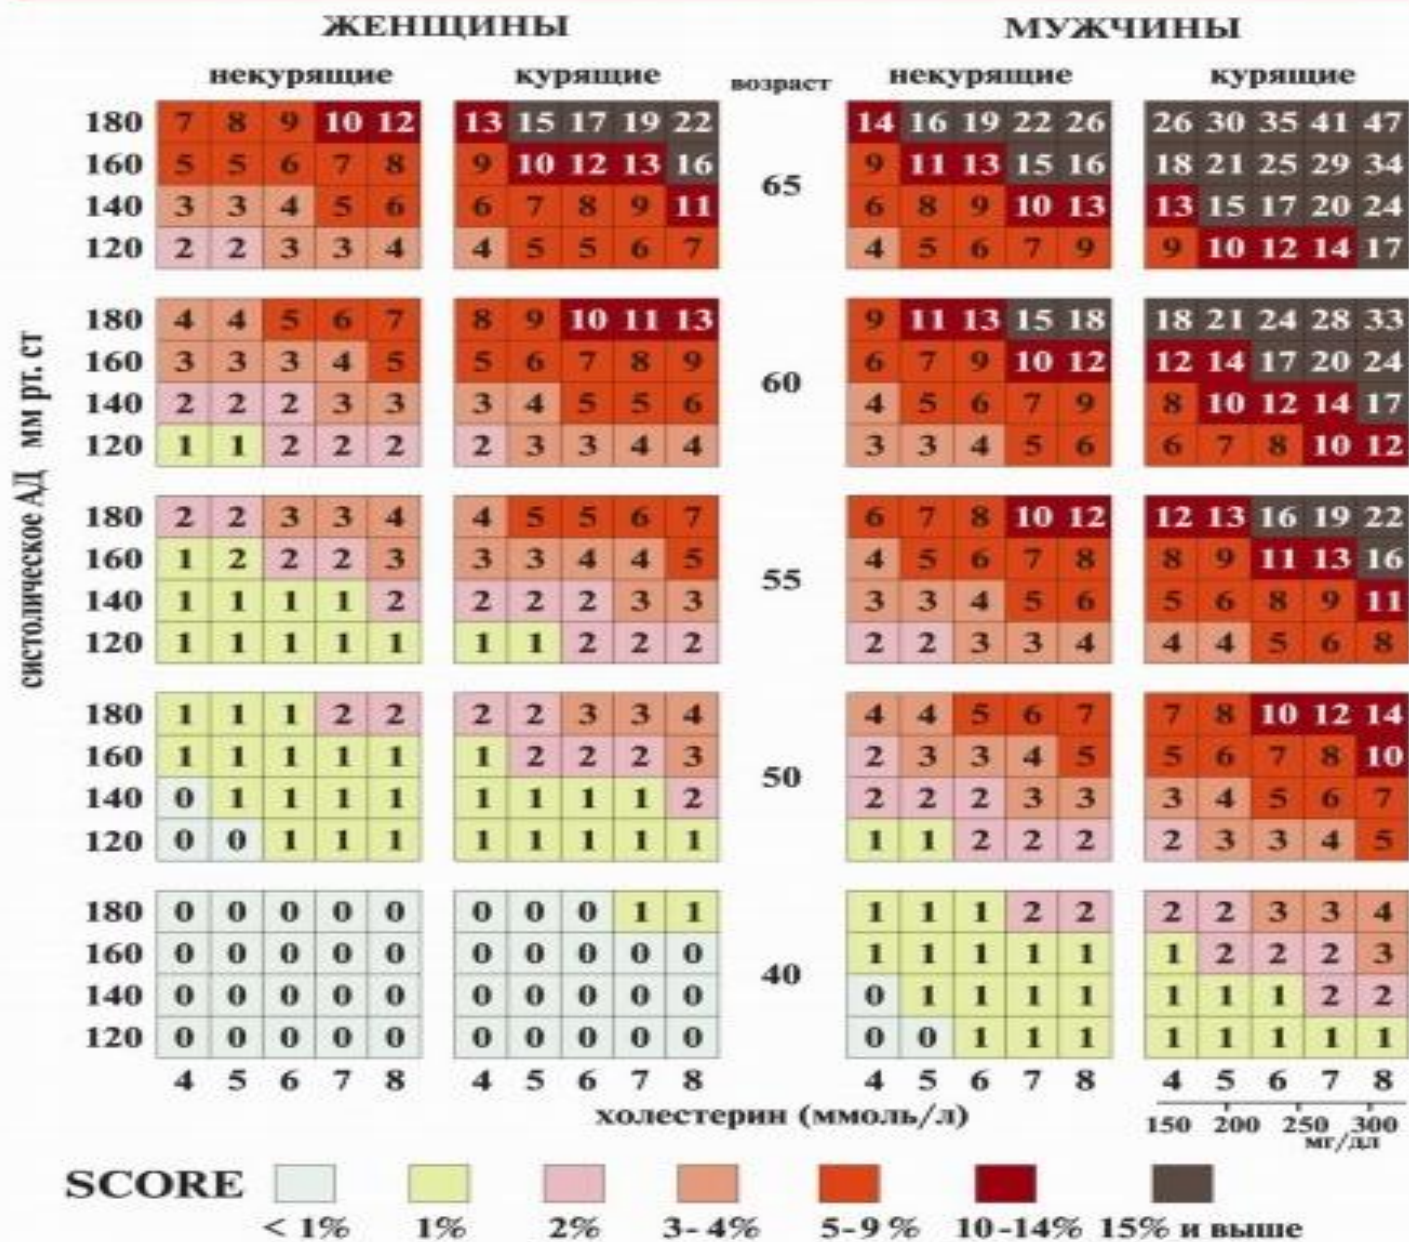 ЖЕНЩИНЫ МУЖЧИНЫ
некурящие курящие возраст некурящие курящие
180 7 8 9 10 12 13 15 17 19 22 14 16 19 22 26 26 30 35 41 47
160 5 5 6 7 8 9 10 12 13 16 9 11 13 15 16 18 21 25 29 34
65
140 3 3 4 5 6 6 7 8 9 11 6 8 9 10 13 13 15 17 20 24
120 2 2 3 3 4 4 5 5 6 7 4 5 6 7 9 9 10 12 14 17
систолическое АД мм рт. ст
180 4 4 5 6 7 8 9 10 11 13 9 11 13 15 18 18 21 24 28 33
160 3 3 3 4 5 5 6 7 8 9 6 7 9 10 12 12 14 17 20 24
60
140 2 2 2 3 3 3 4 5 5 6 4 5 6 7 9 8 10 12 14 17
120 1 1 2 2 2 2 3 3 4 4 3 3 4 5 6 6 7 8 10 12
180 2 2 3 3 4 4 5 5 6 7 6 7 8 10 12 12 13 16 19 22
160 1 2 2 2 3 3 3 4 4 5 4 5 6 7 8 8 9 11 13 16
55
140 1 1 1 1 2 2 2 2 3 3 3 3 4 5 6 5 6 8 9 11
120 1 1 1 1 1 1 1 2 2 2 2 2 3 3 4 4 4 5 6 8
180 1 1 1 2 2 2 2 3 3 4 4 4 5 6 7 7 8 10 12 14
160 1 1 1 1 1 1 2 2 2 3 2 3 3 4 5 5 6 7 8 10
50
140 0 1 1 1 1 1 1 1 1 2 2 2 2 3 3 3 4 5 6 7
120 0 0 1 1 1 1 1 1 1 1 1 1 2 2 2 2 3 3 4 5
180 0 0 0 0 0 0 0 0 1 1 1 1 1 2 2 2 2 3 3 4
160 0 0 0 0 0 0 0 0 0 0 1 1 1 1 1 1 2 2 2 3
40
140 0 0 0 0 0 0 0 0 0 0 0 1 1 1 1 1 1 1 2 2
120 0 0 0 0 0 0 0 0 0 0 0 0 1 1 1 1 1 1 1 1
4 5 6 7 8 4 5 6 7 8 4 5 6 7 8 4 5 6 7 8
холестерин (ммоль/л)
150 200 250 300
мг/дл
SCORE
< 1% 1% 2% 3- 4% 5-9 % 10 -14% 15% и выше